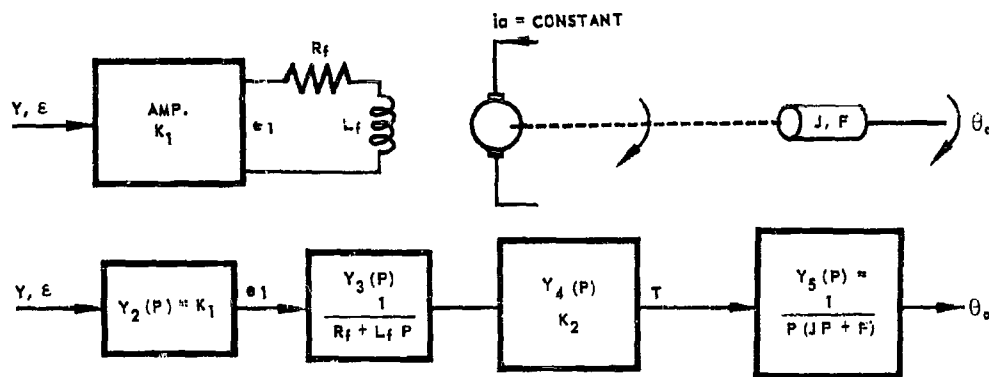 ia = CONSTANT
Rf
Y, ε
AMP.
K1
e1
Lf
J, F
θo
Y, ε
Y2 (P) = K1
e1
Y3 (P)
1
Rf + Lf P
Y4 (P)
K2
T
Y5 (P) =
1
P (JP + F)
θo